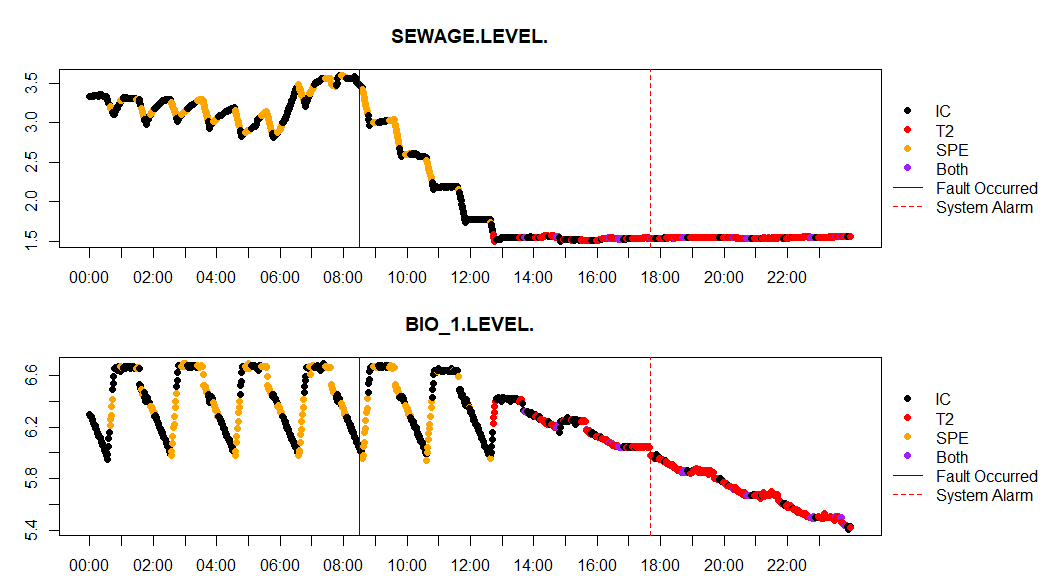 SEWAGE.LEVEL.
3.5
3.0
2.5
2.0
1.5
00:00 02:00 04:00 06:00 08:00 10:00 12:00 14:00 16:00 18:00 20:00 22:00
IC
T2
SPE
Both
Fault Occurred
System Alarm
BIO_1.LEVEL.
6.6
6.2
5.8
5.4
00:00 02:00 04:00 06:00 08:00 10:00 12:00 14:00 16:00 18:00 20:00 22:00
IC
T2
SPE
Both
Fault Occurred
System Alarm